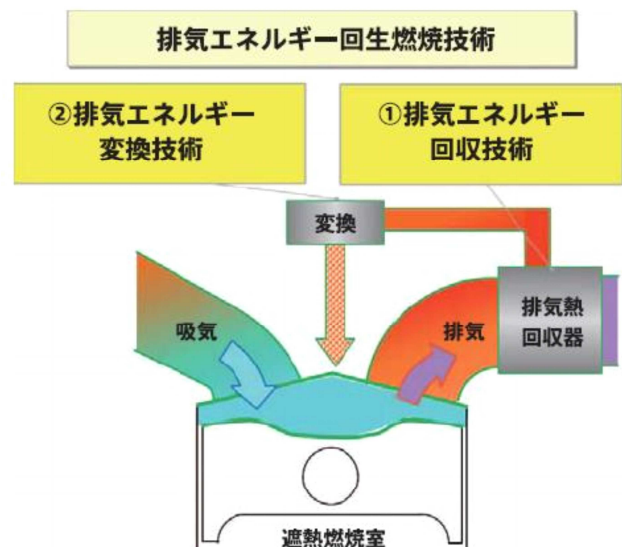 排気エネルギー回生燃焼技術
②排気エネルギー
変換技術
①排気エネルギー
回収技術
変換
吸気
排気
排気熱
回収器
遮熱燃焼室